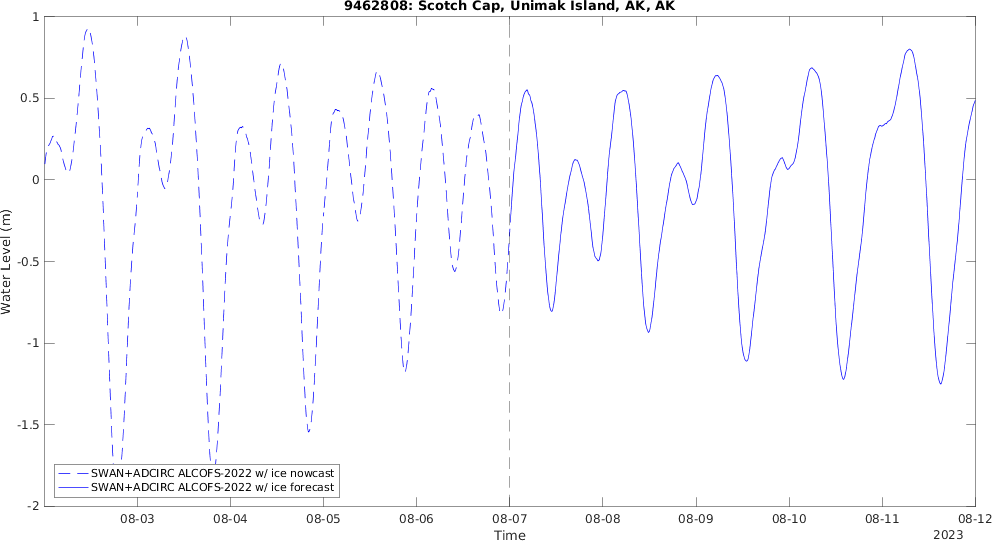 9462808: Scotch Cap, Unimak Island, AK, AK
Water Level (m)
1
0.5
0
-0.5
-1
-1.5
-2
SWAN+ADCIRC ALCOFS-2022 w/ ice nowcast
SWAN+ADCIRC ALCOFS-2022 w/ ice forecast
08-03 08-04 08-05 08-06 08-07 08-08 08-09 08-10 08-11 08-12
Time
2023